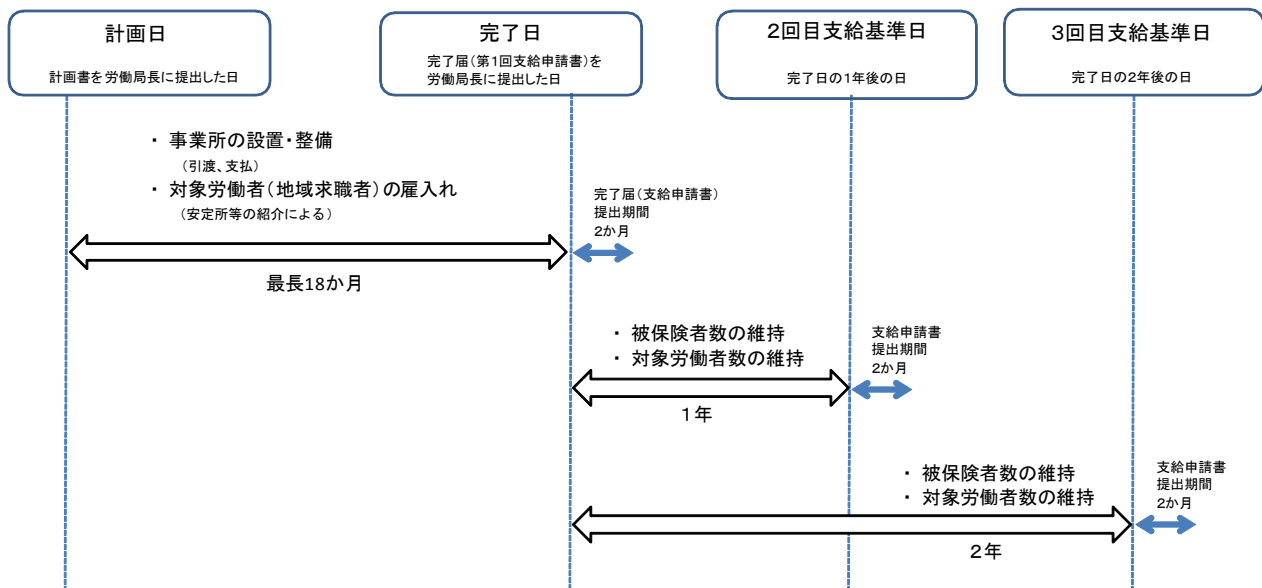 計画日
計画書を労働局長に提出した日
完了日
完了届(第1回支給申請書)を
労働局長に提出した日
2回目支給基準日
完了日の1年後の日
3回目支給基準日
完了日の2年後の日
・ 事業所の設置・整備
(引渡、支払)
・ 対象労働者(地域求職者)の雇入れ
(安定所等の紹介による)
最長18か月
完了届(支給申請書)
提出期間
2か月
・ 被保険者数の維持
・ 対象労働者数の維持
1年
支給申請書
提出期間
2か月
・ 被保険者数の維持
・ 対象労働者数の維持
2年
支給申請書
提出期間
2か月